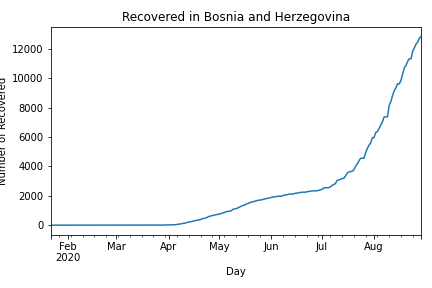 Recovered in Bosnia and Herzegovina
12000
10000
8000
6000
4000
2000
0
Number of Recovered
Feb
2020
Mar
Apr
May
Jun
Jul
Aug
Day